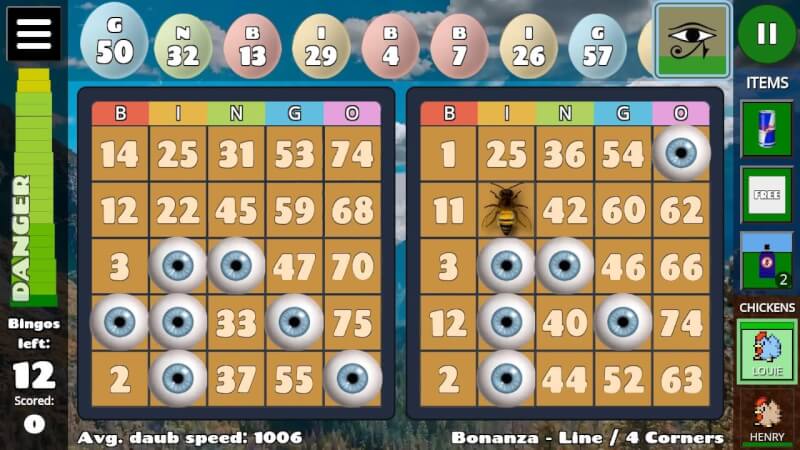 G 50 N 32 B 13 I 29 B 4 B 7 I 26 G 57
ITEMS
B I N G O
14 25 31 53 74
12 22 45 59 68
3 47 70
33 75
2 37 55
B I N G O
1 25 36 54
11 42 60 62
3 46 66
12 40 74
2 44 52 63
DANGER
Bingos
left:
12
Scored:
0
FREE
2
CHICKENS
LOUIE
HENRY
Avg. daub speed: 1006
Bonanza - Line / 4 Corners